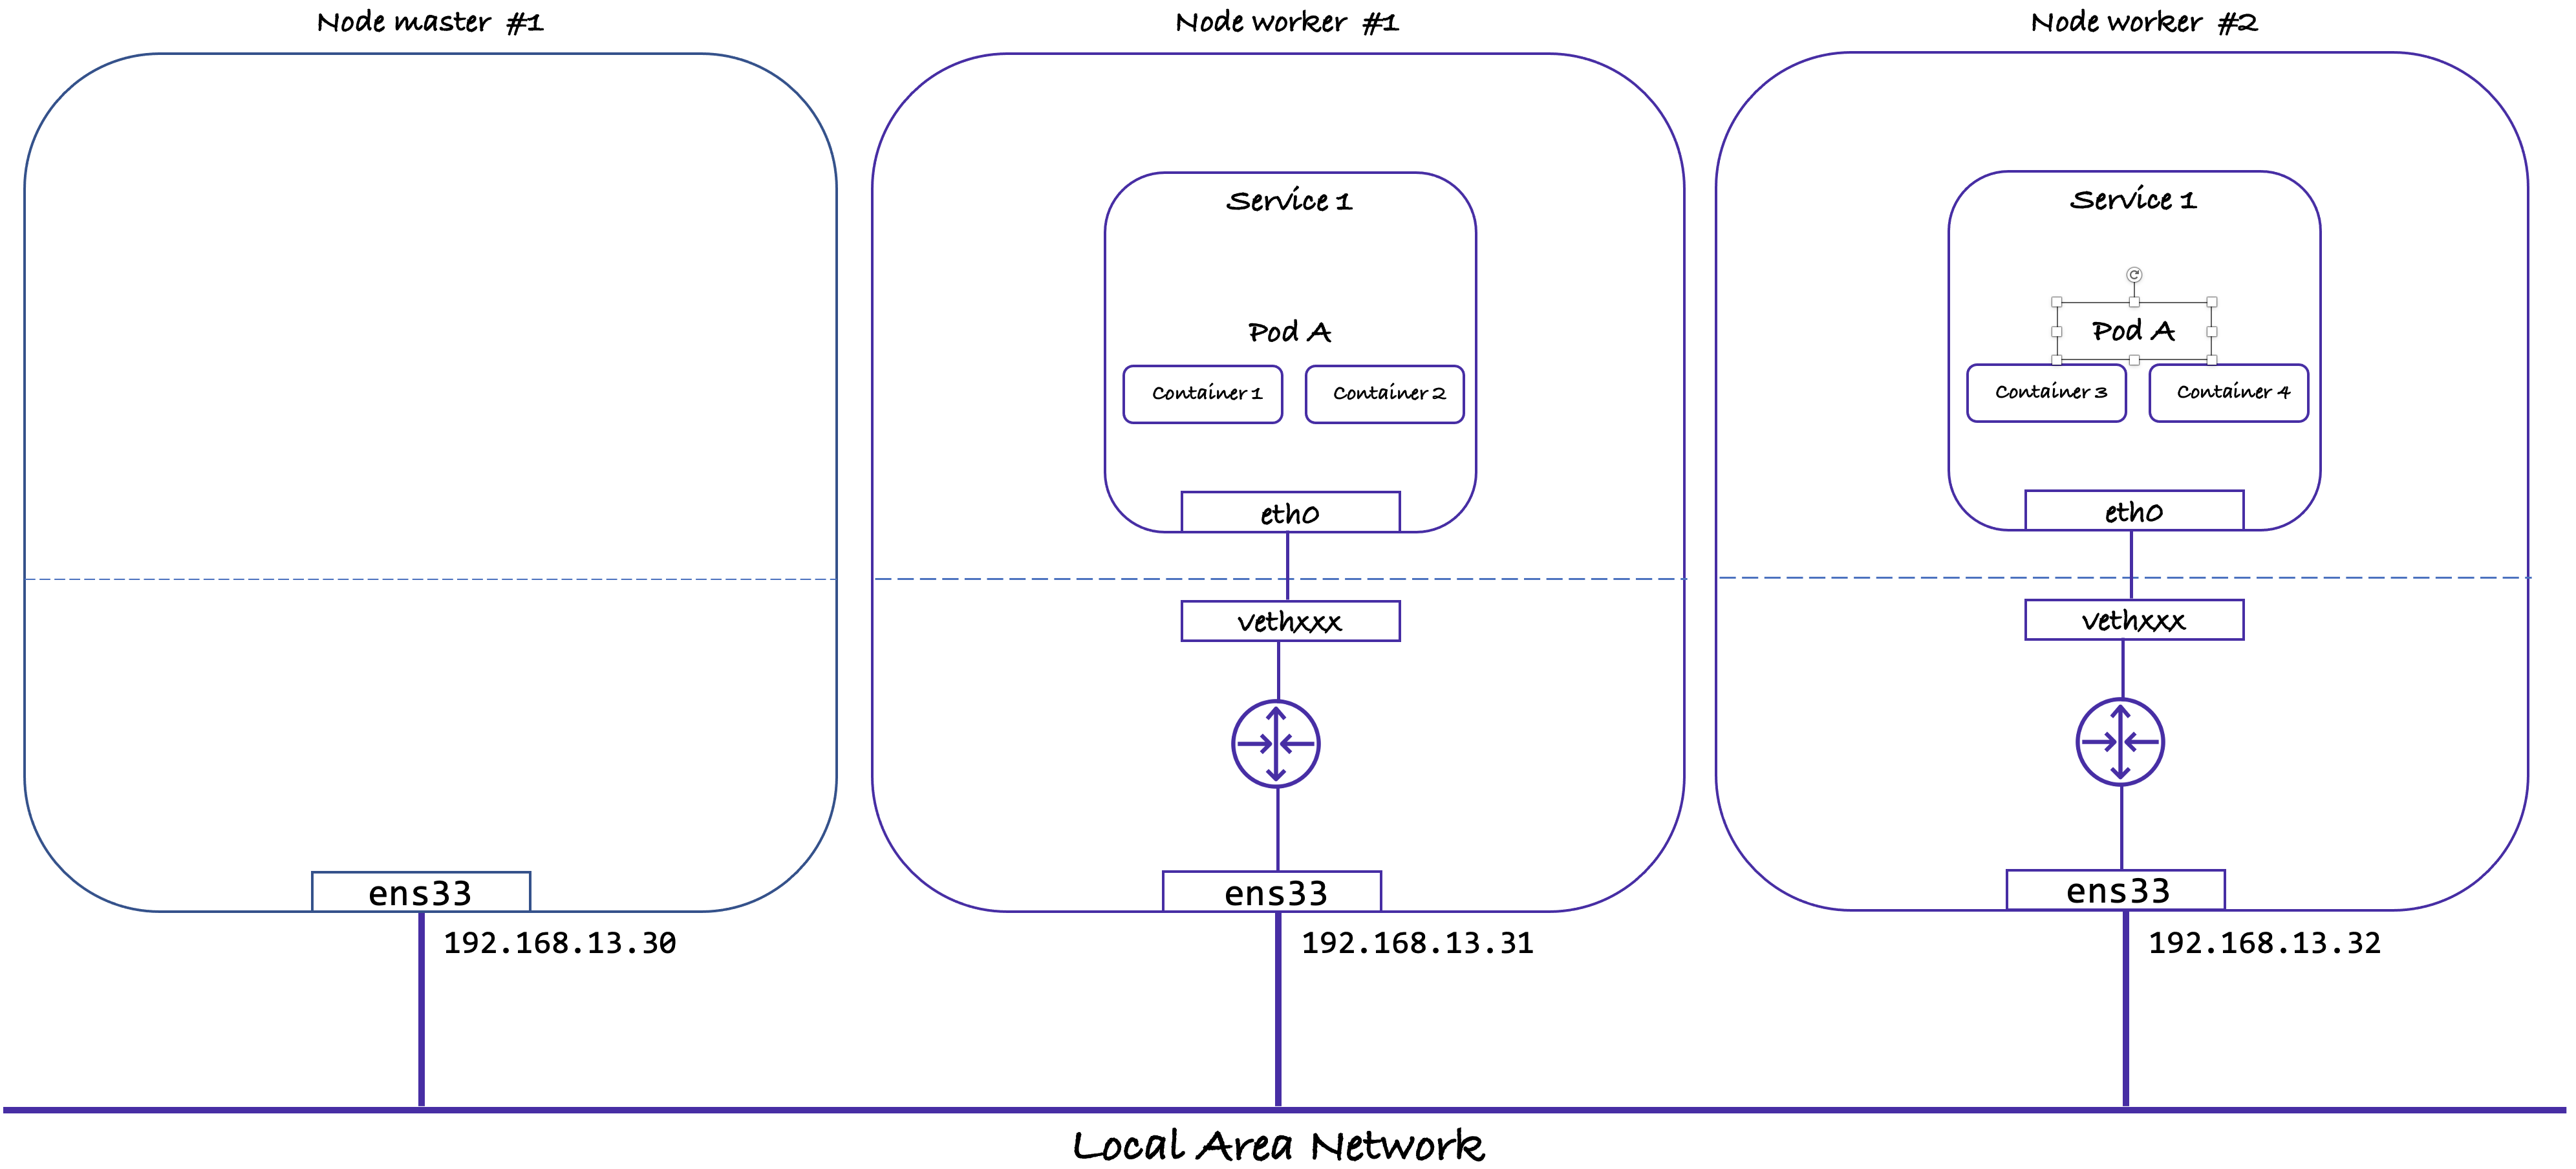 Node master #1
Node worker #1
Node worker #2
Service 1
Service 1
Pod A
Pod A
Container 1
Container 2
Container 3
Container 4
eth0
eth0
vethxxx
vethxxx
ens33
ens33
ens33
192.168.13.30
192.168.13.31
192.168.13.32
Local Area Network